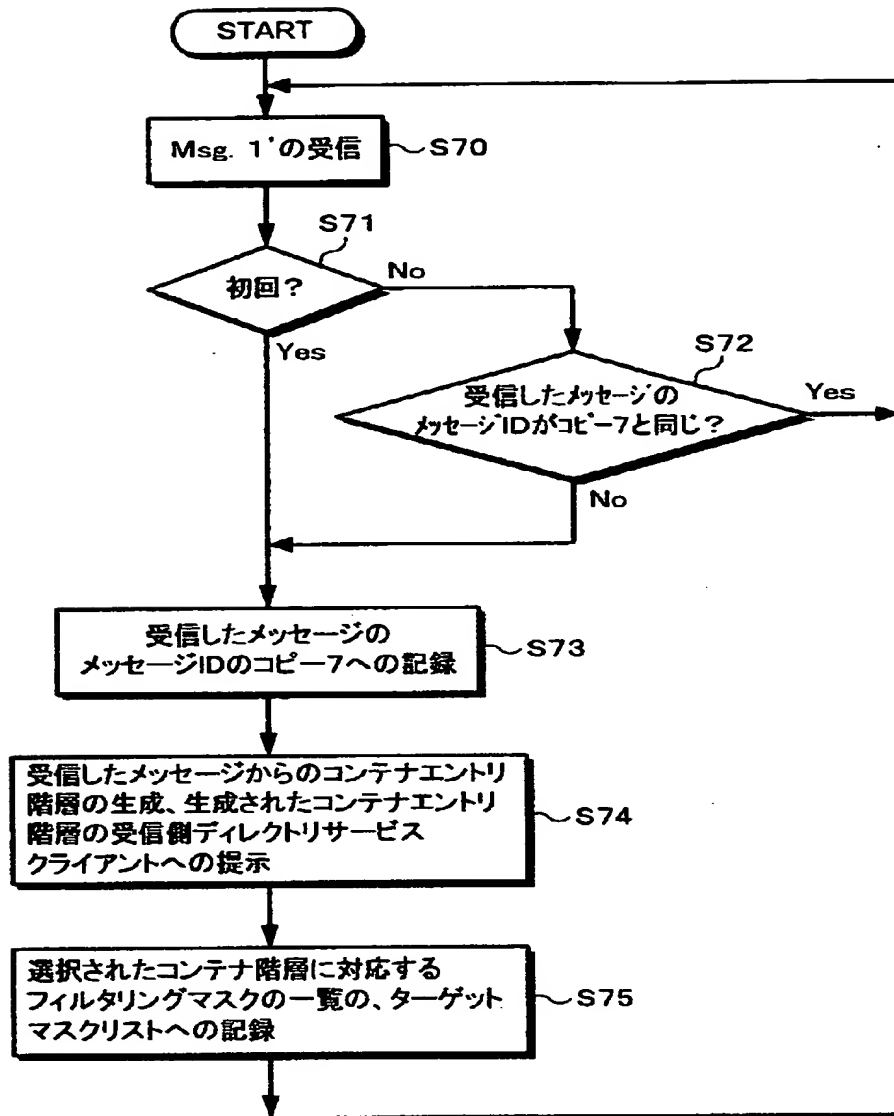 START
Msg. 1'の受信
S70
S71
初回?
No
Yes
S72
受信したメッセージの
メッセージIDがコピー7と同じ?
Yes
No
受信したメッセージの
メッセージIDのコピー7への記録
S73
受信したメッセージからのコンテナエントリ
階層の生成、生成されたコンテナエントリ
階層の受信側ディレクトリサービス
クライアントへの提示
S74
選択されたコンテナ階層に対応する
フィルタリングマスクの一覧の、ターゲット
マスクリストへの記録
S75